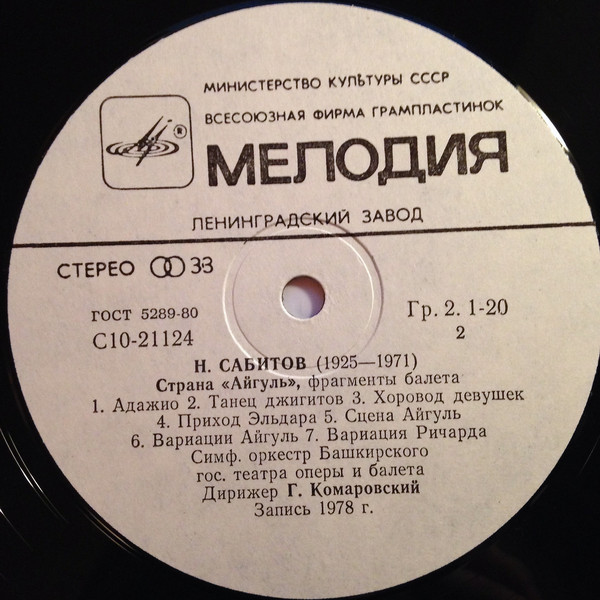 МИНИСТЕРСТВО КУЛЬТУРЫ СССР
ВСЕСОЮЗНАЯ ФИРМА ГРАМПЛАСТИНОК
®
МЕЛОДИЯ
ЛЕНИНГРАДСКИЙ ЗАВОД
СТЕРЕО 33
ГОСТ 5289-80
Гр. 2. 1-20
С10-21124
2
Н. САБИТОВ (1925—1971)
Страна «Айгуль», фрагменты балета
1. Адажио 2. Танец джигитов 3. Хоровод девушек
4. Приход Эльдара 5. Сцена Айгуль
6. Вариации Айгуль 7. Вариация Ричарда
Симф. оркестр Башкирского
гос. театра оперы и балета
Дирижер Г. Комаровский
Запись 1978 г.